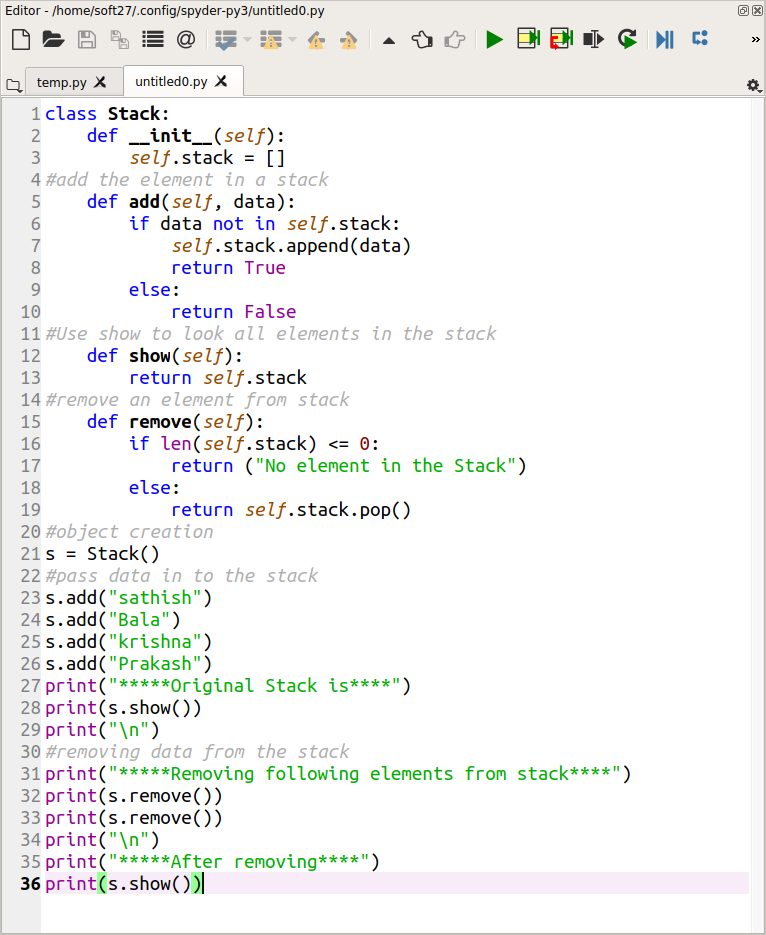 Editor - /home/soft27/.config/spyder-py3/untitled0.py
temp.py
untitled0.py
1 class Stack:
2     def __init__(self):
3         self.stack = []
4 #add the element in a stack
5     def add(self, data):
6         if data not in self.stack:
7             self.stack.append(data)
8             return True
9         else:
10             return False
11 #Use show to look all elements in the stack
12     def show(self):
13         return self.stack
14 #remove an element from stack
15     def remove(self):
16         if len(self.stack) <= 0:
17             return ("No element in the Stack")
18         else:
19             return self.stack.pop()
20 #object creation
21 s = Stack()
22 #pass data in to the stack
23 s.add("sathish")
24 s.add("Bala")
25 s.add("krishna")
26 s.add("Prakash")
27 print("*****Original Stack is****")
28 print(s.show())
29 print("\n")
30 #removing data from the stack
31 print("*****Removing following elements from stack****")
32 print(s.remove())
33 print(s.remove())
34 print("\n")
35 print("*****After removing****")
36 print(s.show())